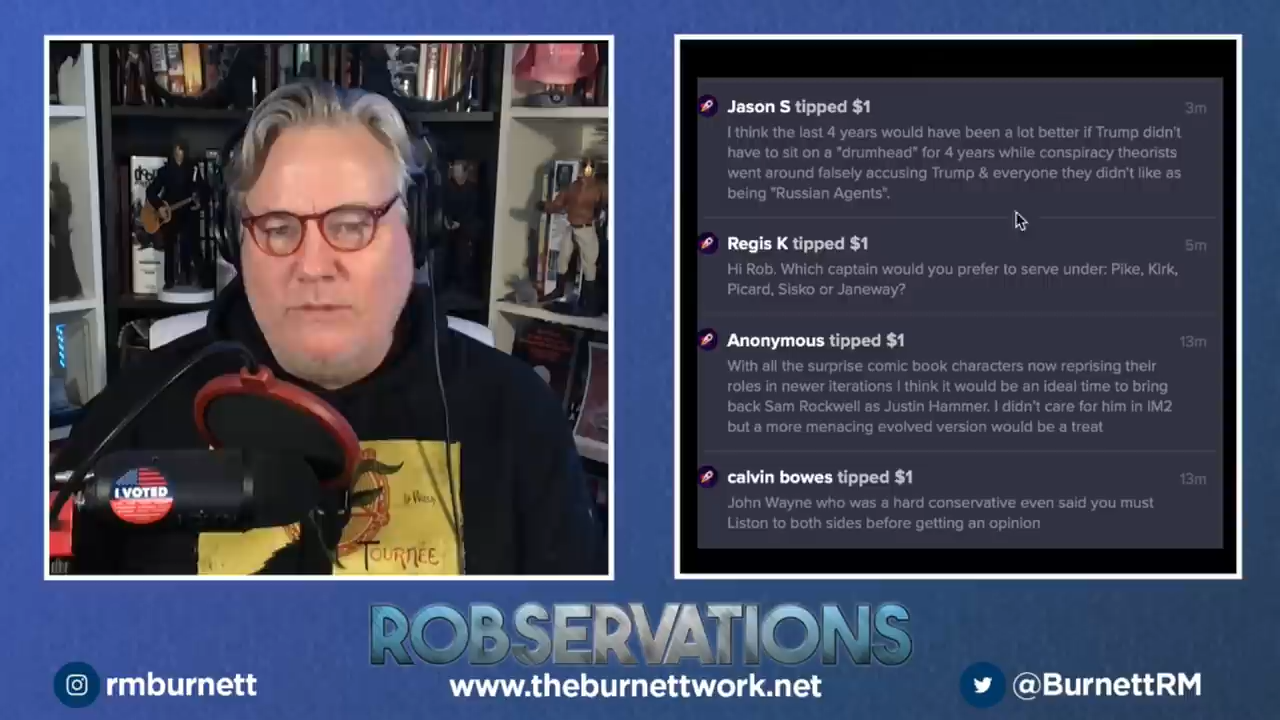 Jason S tipped $1
3m
I think the last 4 years would have been a lot better if Trump didn't
have to sit on a "drumhead" for 4 years while conspiracy theorists
went around falsely accusing Trump & everyone they didn't like as
being "Russian Agents".
Regis K tipped $1
5m
Hi Rob. Which captain would you prefer to serve under: Pike, KIrk,
Picard, Sisko or Janeway?
Anonymous tipped $1
13m
With all the surprise comic book characters now reprising their
roles in newer iterations I think it would be an ideal time to bring
back Sam Rockwell as Justin Hammer. I didn't care for him in IM2
but a more menacing evolved version would be a treat
calvin bowes tipped $1
13m
John Wayne who was a hard conservative even said you must
Liston to both sides before getting an opinion
I VOTED
TOURNÉE
ROBSERVATIONS
rmburnett
www.theburnettwork.net
@BurnettRM